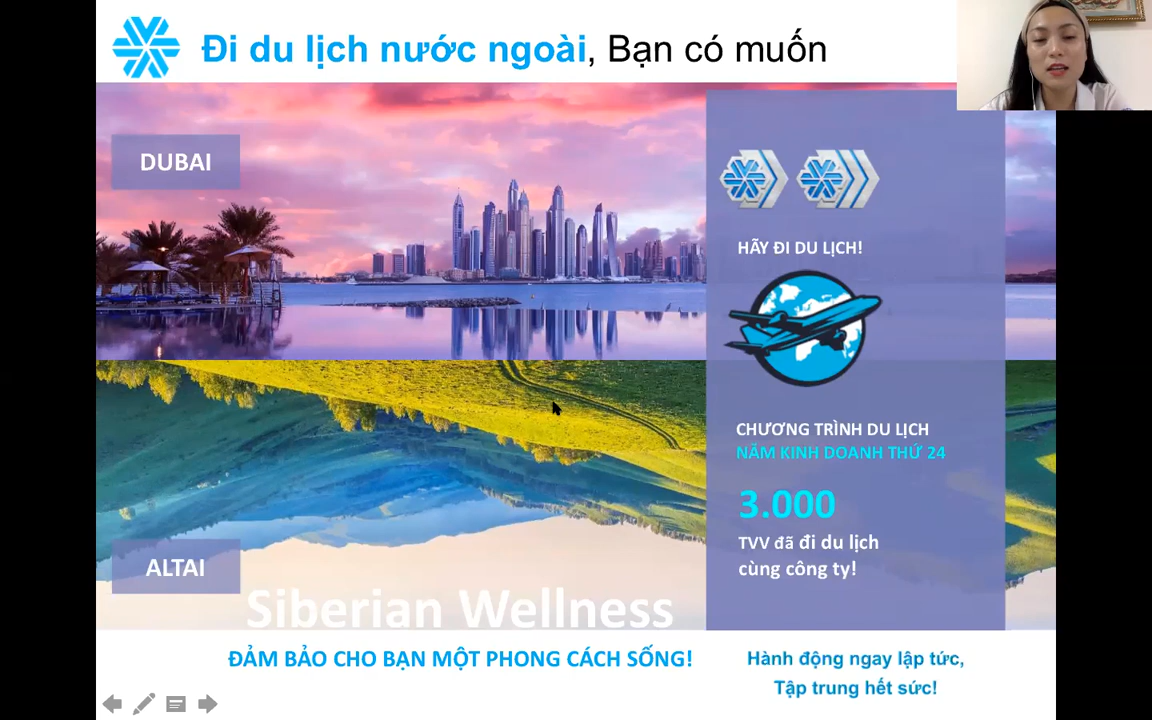 Đi du lịch nước ngoài, Bạn có muốn
DUBAI
HÃY ĐI DU LỊCH!
CHƯƠNG TRÌNH DU LỊCH
NĂM KINH DOANH THỨ 24
3.000
TVV đã đi du lịch
cùng công ty!
ALTAI
Siberian Wellness
ĐẢM BẢO CHO BẠN MỘT PHONG CÁCH SỐNG!
Hành động ngay lập tức,
Tập trung hết sức!